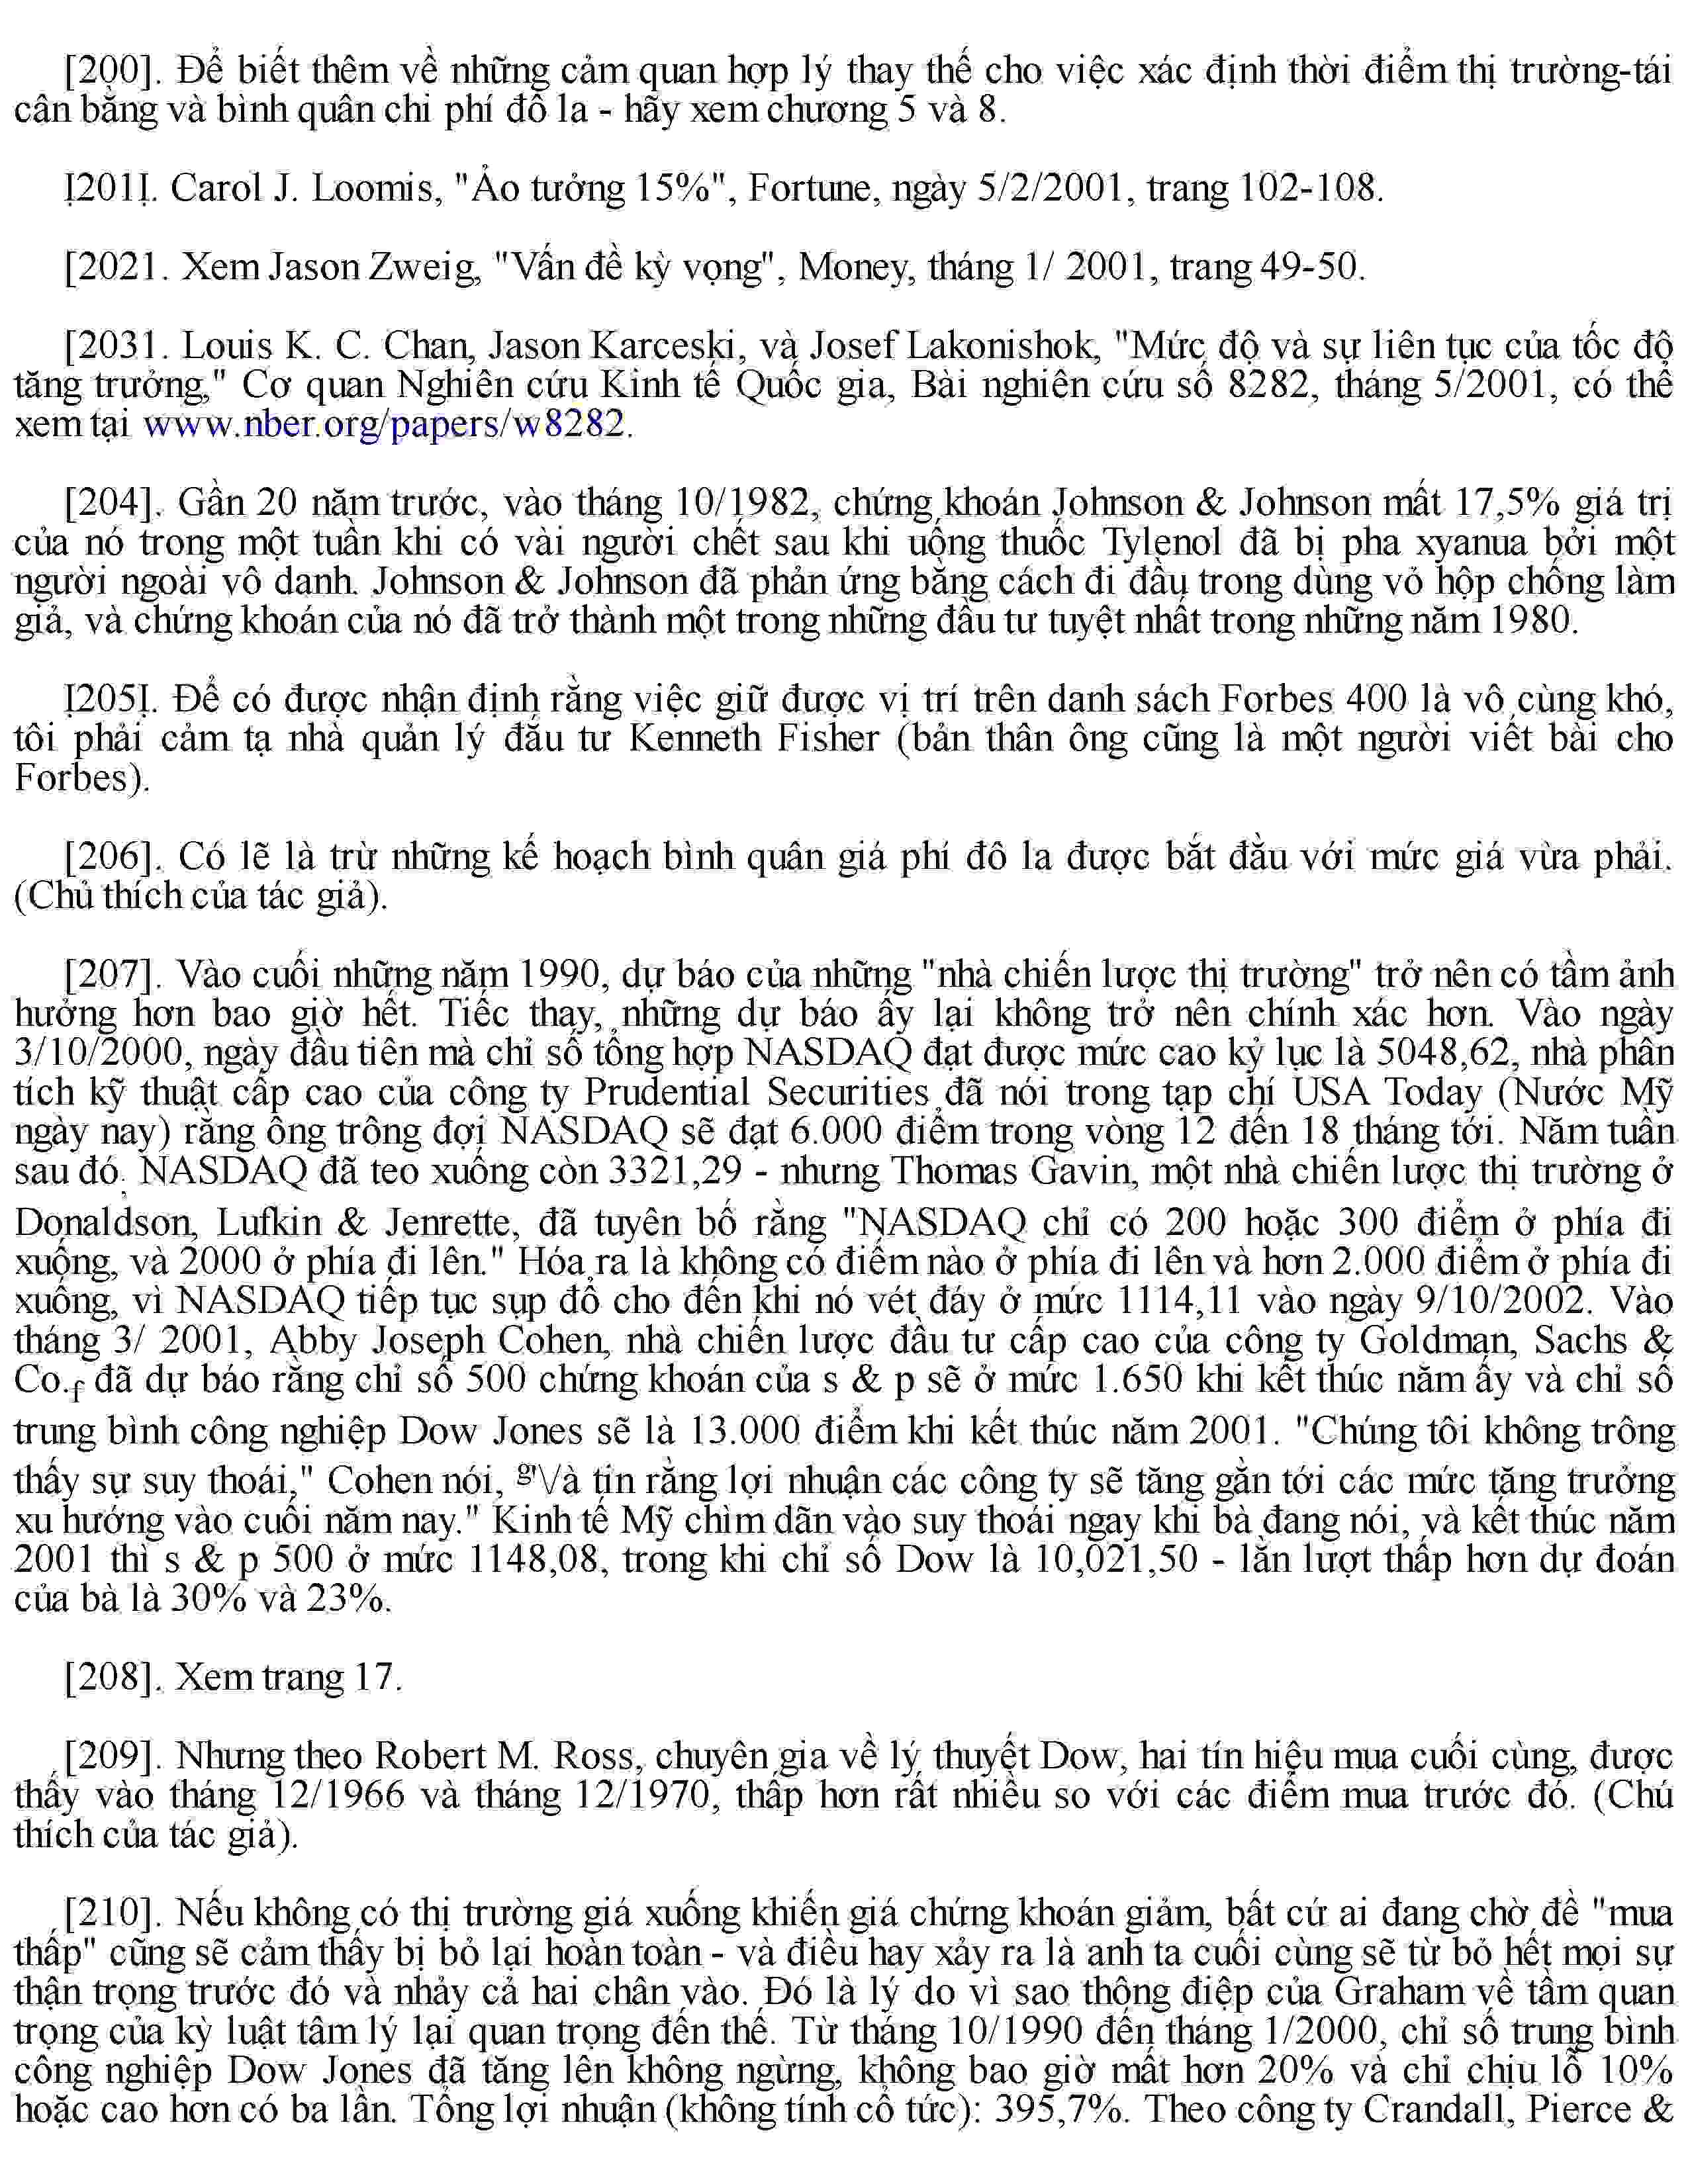 [200]. Để biết thêm về những cảm quan hợp lý thay thế cho việc xác định thời điểm thị trường-tái
cân bằng và bình quân chi phí đô la - hãy xem chương 5 và 8.
Ị201Ị. Carol J. Loomis, "Ảo tưởng 15%", Fortune, ngày 5/2/2001, trang 102-108.
[2021. Xem Jason Zweig, "Vấn đề kỳ vọng", Money, tháng 1/ 2001, trang 49-50.
[2031. Louis K. C. Chan, Jason Karceski, và Josef Lakonishok, "Mức độ và sự liên tục của tốc độ
tăng trưởng," Cơ quan Nghiên cứu Kinh tế Quốc gia, Bài nghiên cứu số 8282, tháng 5/2001, có thể
xem tại www.nber.org/papers/w8282.
[204]. Gần 20 năm trước, vào tháng 10/1982, chứng khoán Johnson & Johnson mất 17,5% giá trị
của nó trong một tuần khi có vài người chết sau khi uống thuốc Tylenol đã bị pha xyanua bởi một
người ngoài vô danh. Johnson & Johnson đã phản ứng bằng cách đi đầu trong dùng vỏ hộp chống làm
giả, và chứng khoán của nó đã trở thành một trong những đầu tư tuyệt nhất trong những năm 1980.
Ị205Ị. Để có được nhận định rằng việc giữ được vị trí trên danh sách Forbes 400 là vô cùng khó,
tôi phải cảm tạ nhà quản lý đầu tư Kenneth Fisher (bản thân ông cũng là một người viết bài cho
Forbes).
[206]. Có lẽ là trừ những kế hoạch bình quân giá phí đô la được bắt đầu với mức giá vừa phải.
(Chú thích của tác giả).
[207]. Vào cuối những năm 1990, dự báo của những "nhà chiến lược thị trường" trở nên có tầm ảnh
hưởng hơn bao giờ hết. Tiếc thay, những dự báo ấy lại không trở nên chính xác hơn. Vào ngày
3/10/2000, ngày đầu tiên mà chỉ số tổng hợp NASDAQ đạt được mức cao kỷ lục là 5048,62, nhà phân
tích kỹ thuật cấp cao của công ty Prudential Securities đã nói trong tạp chí USA Today (Nước Mỹ
ngày nay) rằng ông trông đợi NASDAQ sẽ đạt 6.000 điểm trong vòng 12 đến 18 tháng tới. Năm tuần
sau đó. NASDAQ đã teo xuống còn 3321,29 - nhưng Thomas Gavin, một nhà chiến lược thị trường ở
Donaldson, Lufkin & Jenrette, đã tuyên bố rằng "NASDAQ chỉ có 200 hoặc 300 điểm ở phía đi
xuống, và 2000 ở phía đi lên." Hóa ra là không có điểm nào ở phía đi lên và hơn 2.000 điểm ở phía đi
xuống, vì NASDAQ tiếp tục sụp đổ cho đến khi nó vét đáy ở mức 1114,11 vào ngày 9/10/2002. Vào
tháng 3/ 2001, Abby Joseph Cohen, nhà chiến lược đầu tư cấp cao của công ty Goldman, Sachs &
Co.f đã dự báo rằng chỉ số 500 chứng khoán của s & p sẽ ở mức 1.650 khi kết thúc năm ấy và chỉ số
trung bình công nghiệp Dow Jones sẽ là 13.000 điểm khi kết thúc năm 2001. "Chúng tôi không trông
thấy sự suy thoái," Cohen nói, g'Và tin rằng lợi nhuận các công ty sẽ tăng gần tới các mức tăng trưởng
xu hướng vào cuối năm nay." Kinh tế Mỹ chìm dần vào suy thoái ngay khi bà đang nói, và kết thúc năm
2001 thì s & p 500 ở mức 1148,08, trong khi chỉ số Dow là 10,021,50 - lần lượt thấp hơn dự đoán
của bà là 30% và 23%.
[208]. Xem trang 17.
[209]. Nhưng theo Robert M. Ross, chuyên gia về lý thuyết Dow, hai tín hiệu mua cuối cùng, được
thấy vào tháng 12/1966 và tháng 12/1970, thấp hơn rất nhiều so với các điểm mua trước đó. (Chú
thích của tác giả).
[210]. Nếu không có thị trường giá xuống khiến giá chứng khoán giảm, bất cứ ai đang chờ để "mua
thấp" cũng sẽ cảm thấy bị bỏ lại hoàn toàn - và điều hay xảy ra là anh ta cuối cùng sẽ từ bỏ hết mọi sự
thận trọng trước đó và nhảy cả hai chân vào. Đó là lý do vì sao thông điệp của Graham về tầm quan
trọng của kỷ luật tâm lý lại quan trọng đến thế. Từ tháng 10/1990 đến tháng 1/2000, chỉ số trung bình
công nghiệp Dow Jones đã tăng lên không ngừng, không bao giờ mất hơn 20% và chỉ chịu lỗ 10%
hoặc cao hơn có ba lần. Tổng lợi nhuận (không tính cổ tức): 395,7%. Theo công ty Crandall, Pierce &